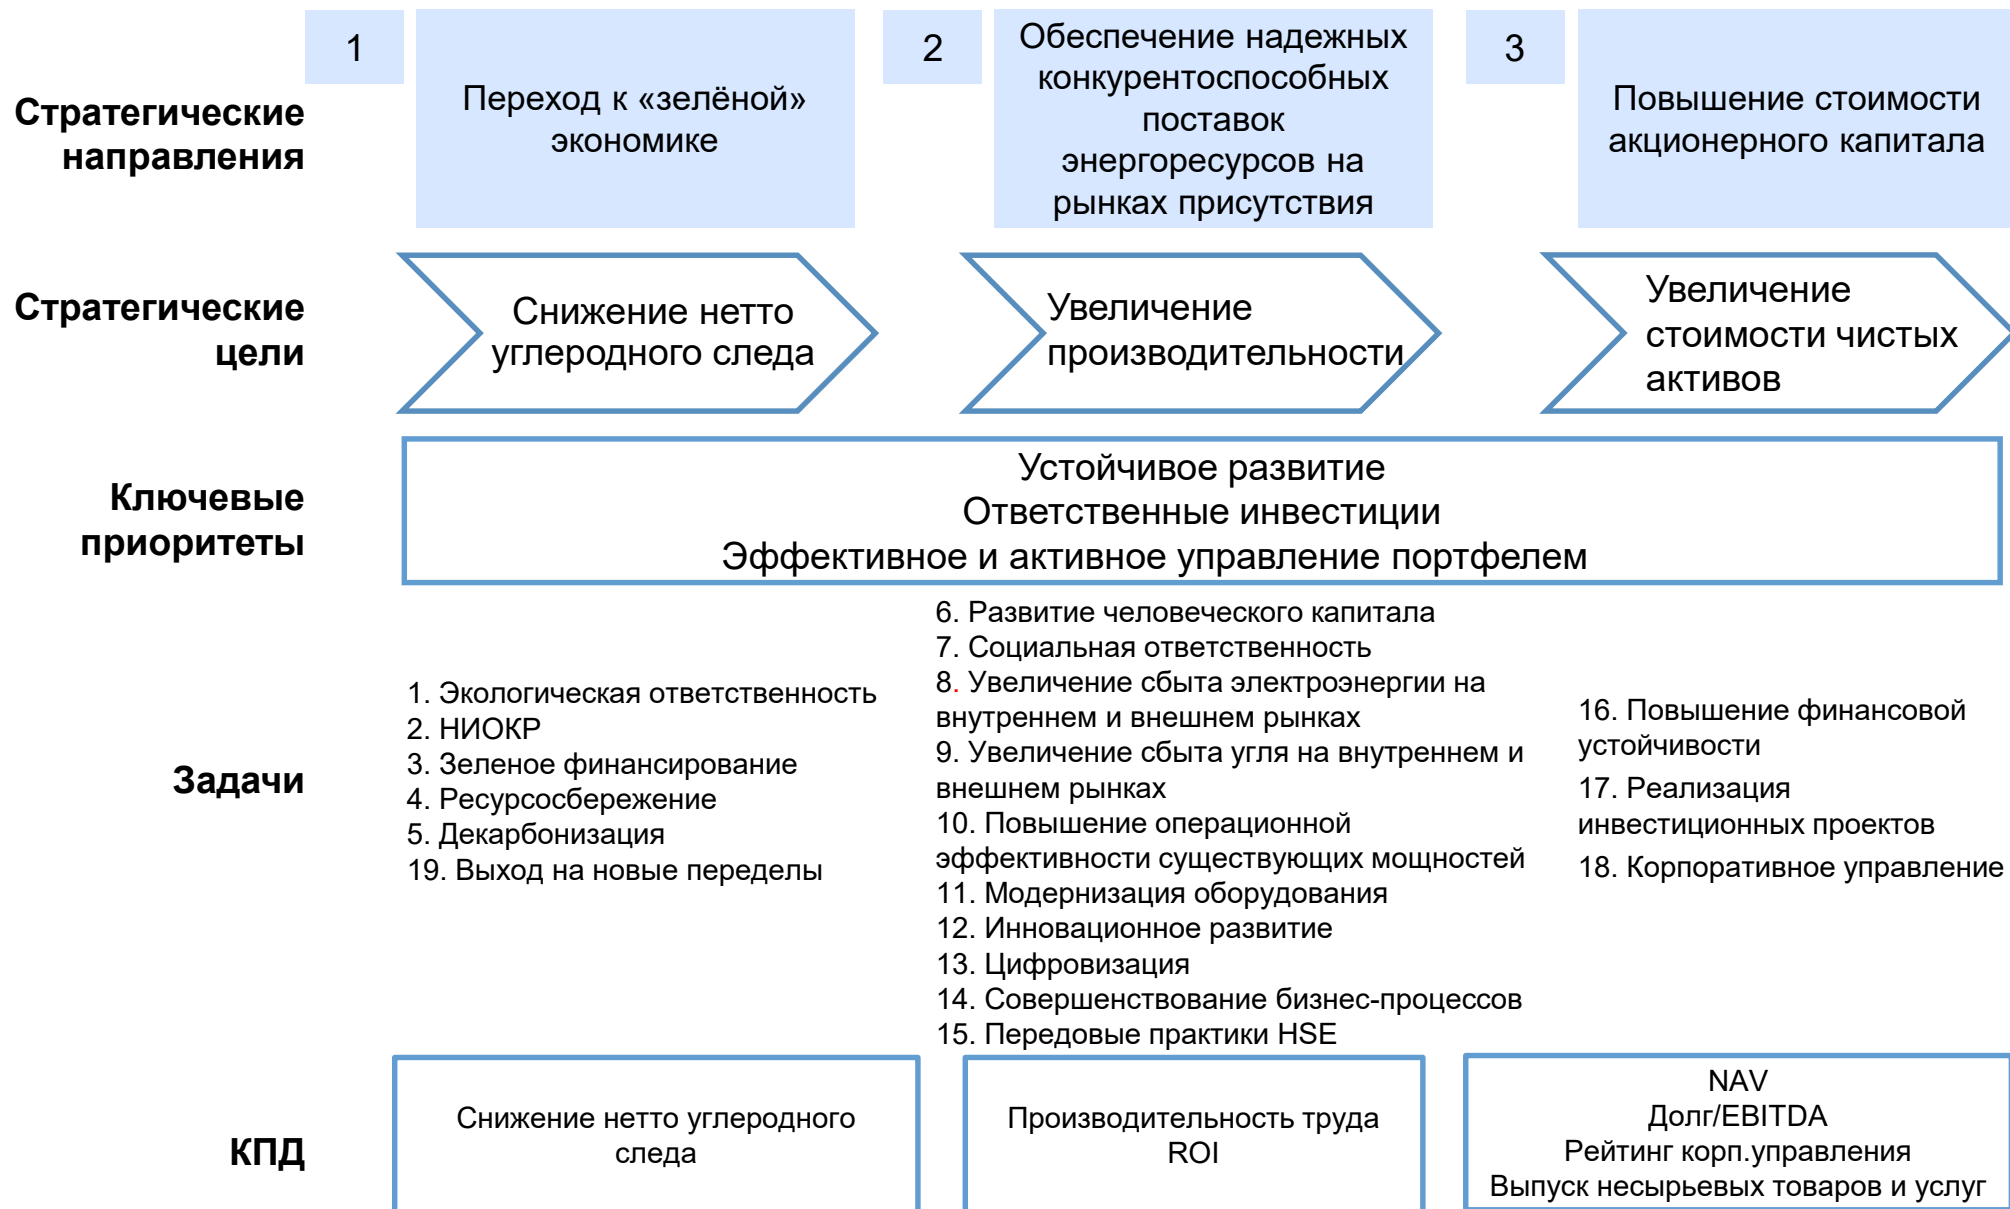 1
Переход к «зелёной»
экономике
2
Обеспечение надежных
конкурентоспособных
поставок
энергоресурсов на
рынках присутствия
3
Повышение стоимости
акционерного капитала
Стратегические
направления
Стратегические
цели
Снижение нетто
углеродного следа
Увеличение
производительности
Увеличение
стоимости чистых
активов
Ключевые
приоритеты
Устойчивое развитие
Ответственные инвестиции
Эффективное и активное управление портфелем
Задачи
1. Экологическая ответственность
2. НИОКР
3. Зеленое финансирование
4. Ресурсосбережение
5. Декарбонизация
19. Выход на новые переделы
6. Развитие человеческого капитала
7. Социальная ответственность
8. Увеличение сбыта электроэнергии на
внутреннем и внешнем рынках
9. Увеличение сбыта угля на внутреннем и
внешнем рынках
10. Повышение операционной
эффективности существующих мощностей
11. Модернизация оборудования
12. Инновационное развитие
13. Цифровизация
14. Совершенствование бизнес-процессов
15. Передовые практики HSE
16. Повышение финансовой
устойчивости
17. Реализация
инвестиционных проектов
18. Корпоративное управление
КПД
Снижение нетто углеродного
следа
Производительность труда
ROI
NAV
Долг/EBITDA
Рейтинг корп.управления
Выпуск несырьевых товаров и услуг